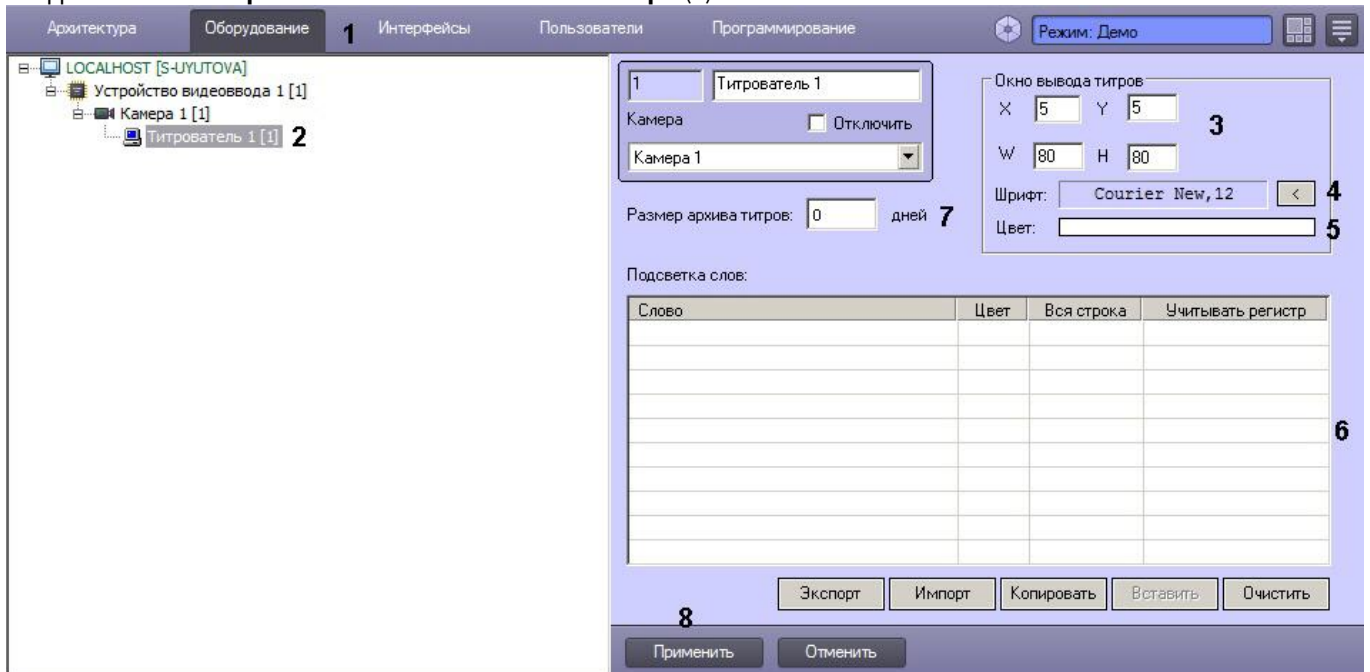 Архитектура Оборудование 1 Интерфейсы Пользователи Программирование Режим: Демо
LOCALHOST [S-UYUTOVA]
Устройство видеоввода 1 [1]
Камера 1 [1]
Титрователь 1 [1] 2
1 Титрователь 1
Камера Отключить
Камера 1
Размер архива титров: 0 дней 7
Окно вывода титров
X 5 Y 5 3
W 80 H 80
Шрифт: Courier New,12 < 4
Цвет: 5
Подсветка слов:
Слово Цвет Вся строка Учитывать регистр
6
Экспорт Импорт Копировать Вставить Очистить
8
Применить Отменить